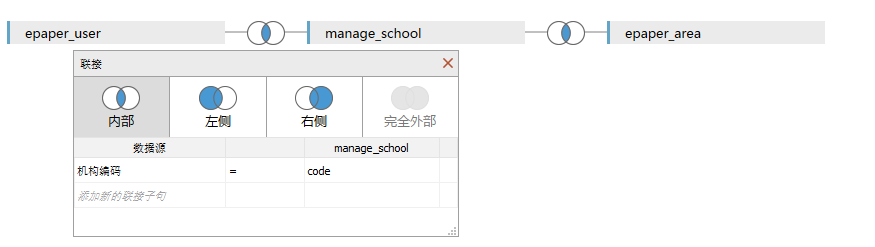 epaper_user manage_school epaper_area
联接
内部 左侧 右侧 完全外部
数据源 manage_school
机构编码 = code
添加新的联接子句